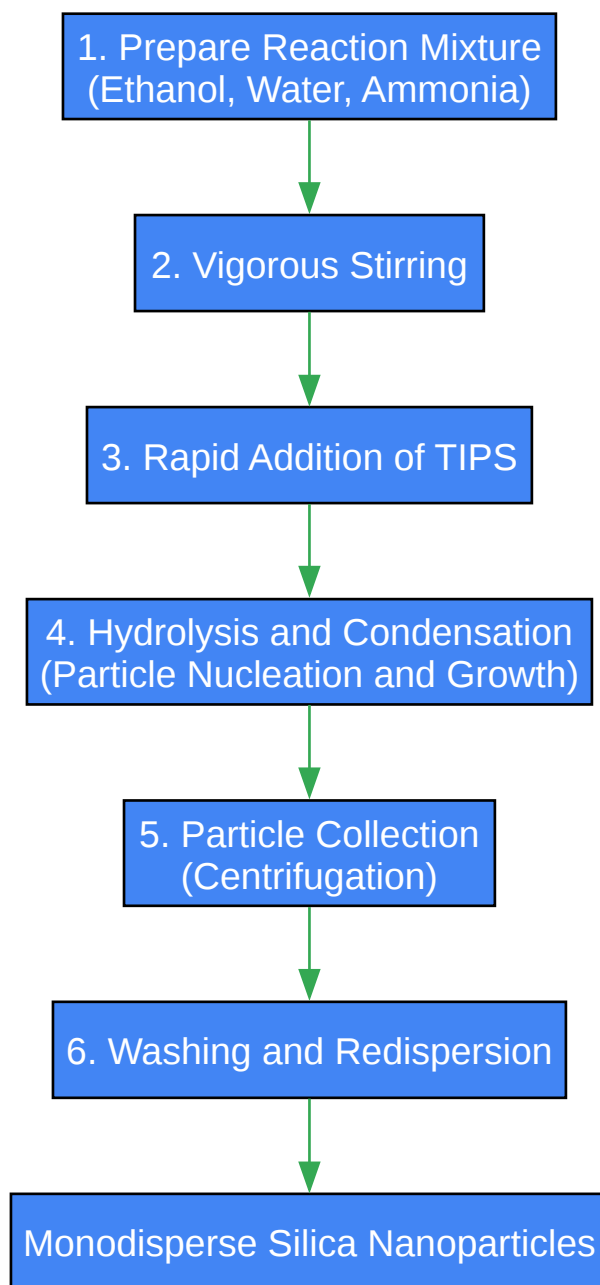 1. Prepare Reaction Mixture
(Ethanol, Water, Ammonia)
2. Vigorous Stirring
3. Rapid Addition of TIPS
4. Hydrolysis and Condensation
(Particle Nucleation and Growth)
5. Particle Collection
(Centrifugation)
6. Washing and Redispersion
Monodisperse Silica Nanoparticles